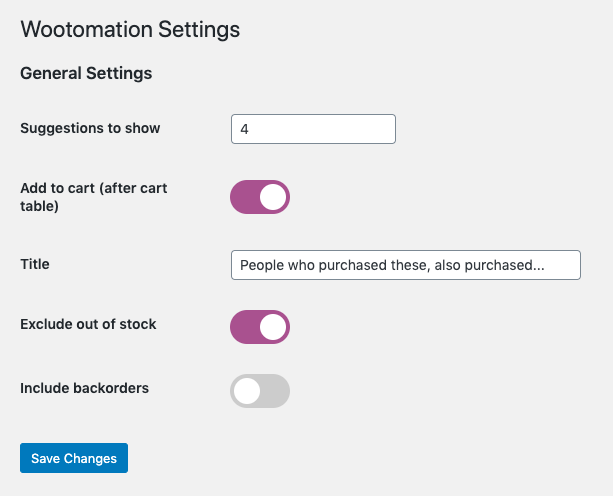 Wootomation Settings
General Settings
Suggestions to show
4
Add to cart (after cart
table)
Title
People who purchased these, also purchased...
Exclude out of stock
Include backorders
Save Changes